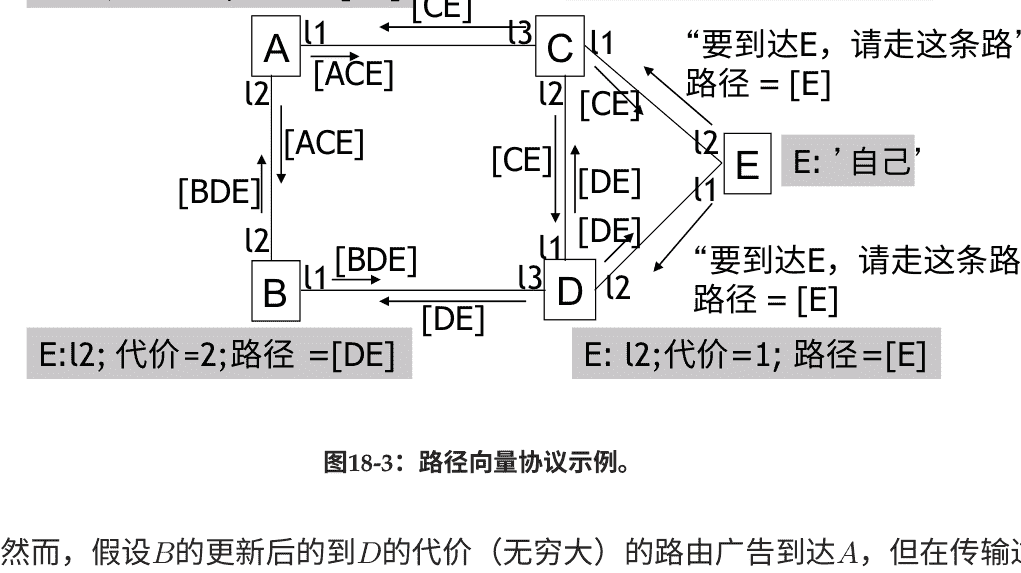 [CE]
A l1 l3 C l1
[ACE]
l2 l2 [CE]
“要到达E，请走这条路”
路径 = [E]
[ACE] [CE] l2 E E: ’自己’
[BDE] [DE] l1
l2 l1 [DE]
B l1 [BDE] l3 D l2
[DE]
“要到达E，请走这条路
路径 = [E]
E:l2; 代价=2;路径 =[DE]
E: l2;代价=1; 路径=[E]
图18-3：路径向量协议示例。
然而，假设B的更新后的到D的代价（无穷大）的路由广告到达A，但在传输